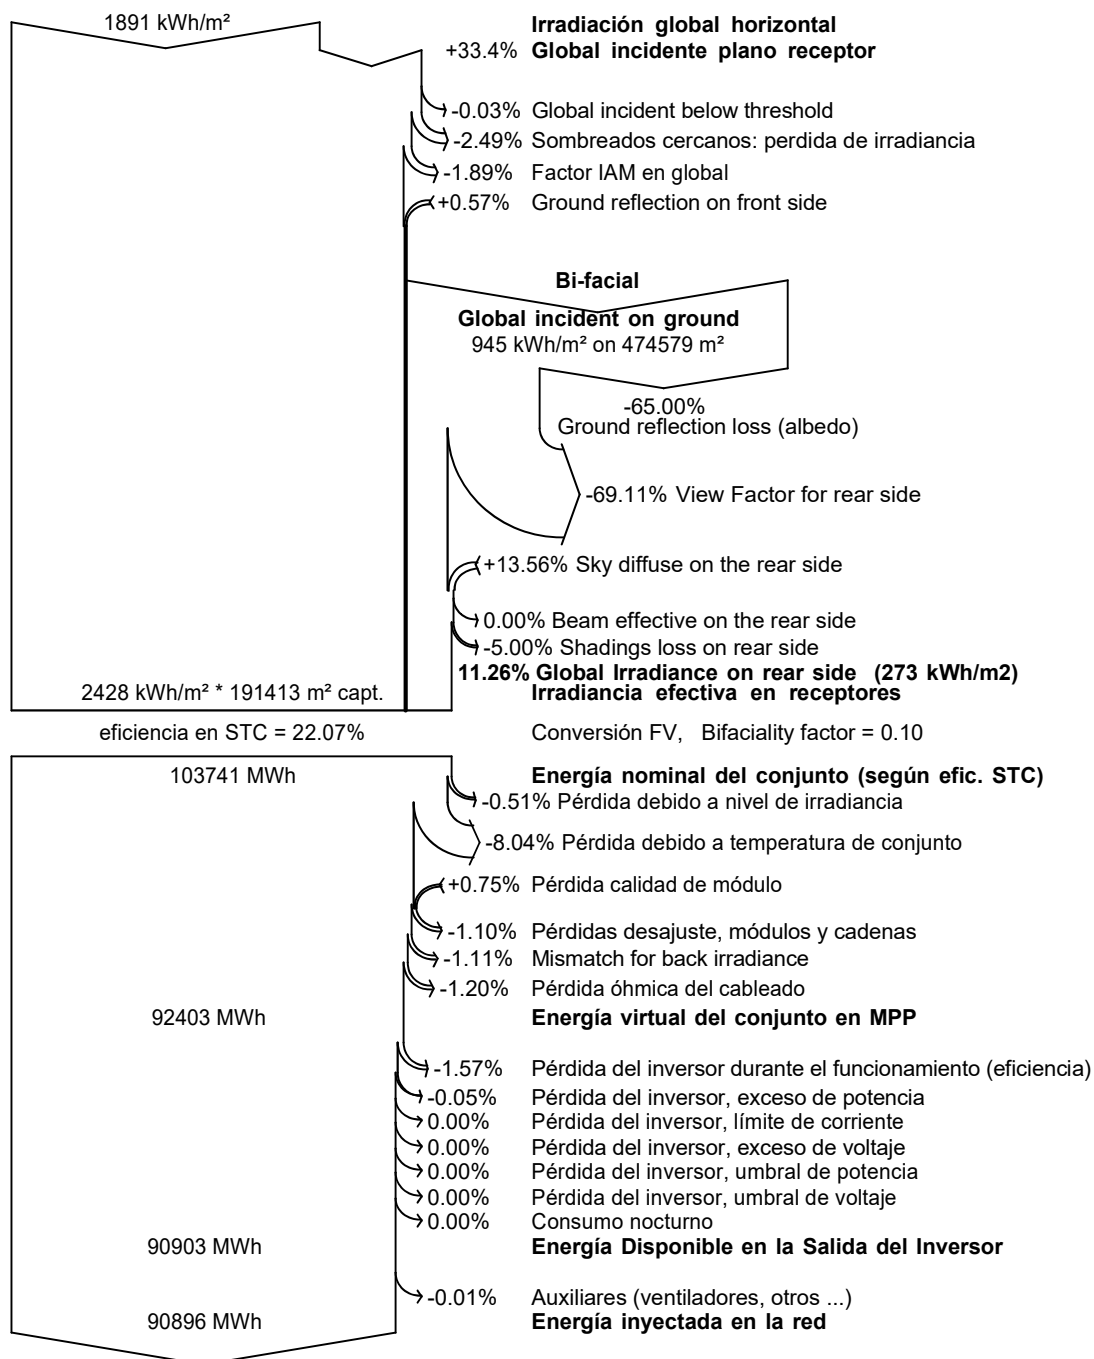 1891 kWh/m² Irradiación global horizontal
+33.4% Global incidente plano receptor
-0.03% Global incident below threshold
-2.49% Sombreados cercanos: perdida de irradiancia
-1.89% Factor IAM en global
+0.57% Ground reflection on front side
Bi-facial
Global incident on ground
945 kWh/m² on 474579 m²
-65.00%
Ground reflection loss (albedo)
-69.11% View Factor for rear side
+13.56% Sky diffuse on the rear side
0.00% Beam effective on the rear side
-5.00% Shadings loss on rear side
11.26% Global Irradiance on rear side (273 kWh/m2)
2428 kWh/m² * 191413 m² capt. Irradiancia efectiva en receptores
eficiencia en STC = 22.07% Conversión FV, Bifaciality factor = 0.10
103741 MWh Energía nominal del conjunto (según efic. STC)
-0.51% Pérdida debido a nivel de irradiancia
-8.04% Pérdida debido a temperatura de conjunto
+0.75% Pérdida calidad de módulo
-1.10% Pérdidas desajuste, módulos y cadenas
-1.11% Mismatch for back irradiance
-1.20% Pérdida óhmica del cableado
92403 MWh Energía virtual del conjunto en MPP
-1.57% Pérdida del inversor durante el funcionamiento (eficiencia)
-0.05% Pérdida del inversor, exceso de potencia
0.00% Pérdida del inversor, límite de corriente
0.00% Pérdida del inversor, exceso de voltaje
0.00% Pérdida del inversor, umbral de potencia
0.00% Pérdida del inversor, umbral de voltaje
0.00% Consumo nocturno
90903 MWh Energía Disponible en la Salida del Inversor
-0.01% Auxiliares (ventiladores, otros ...)
90896 MWh Energía inyectada en la red